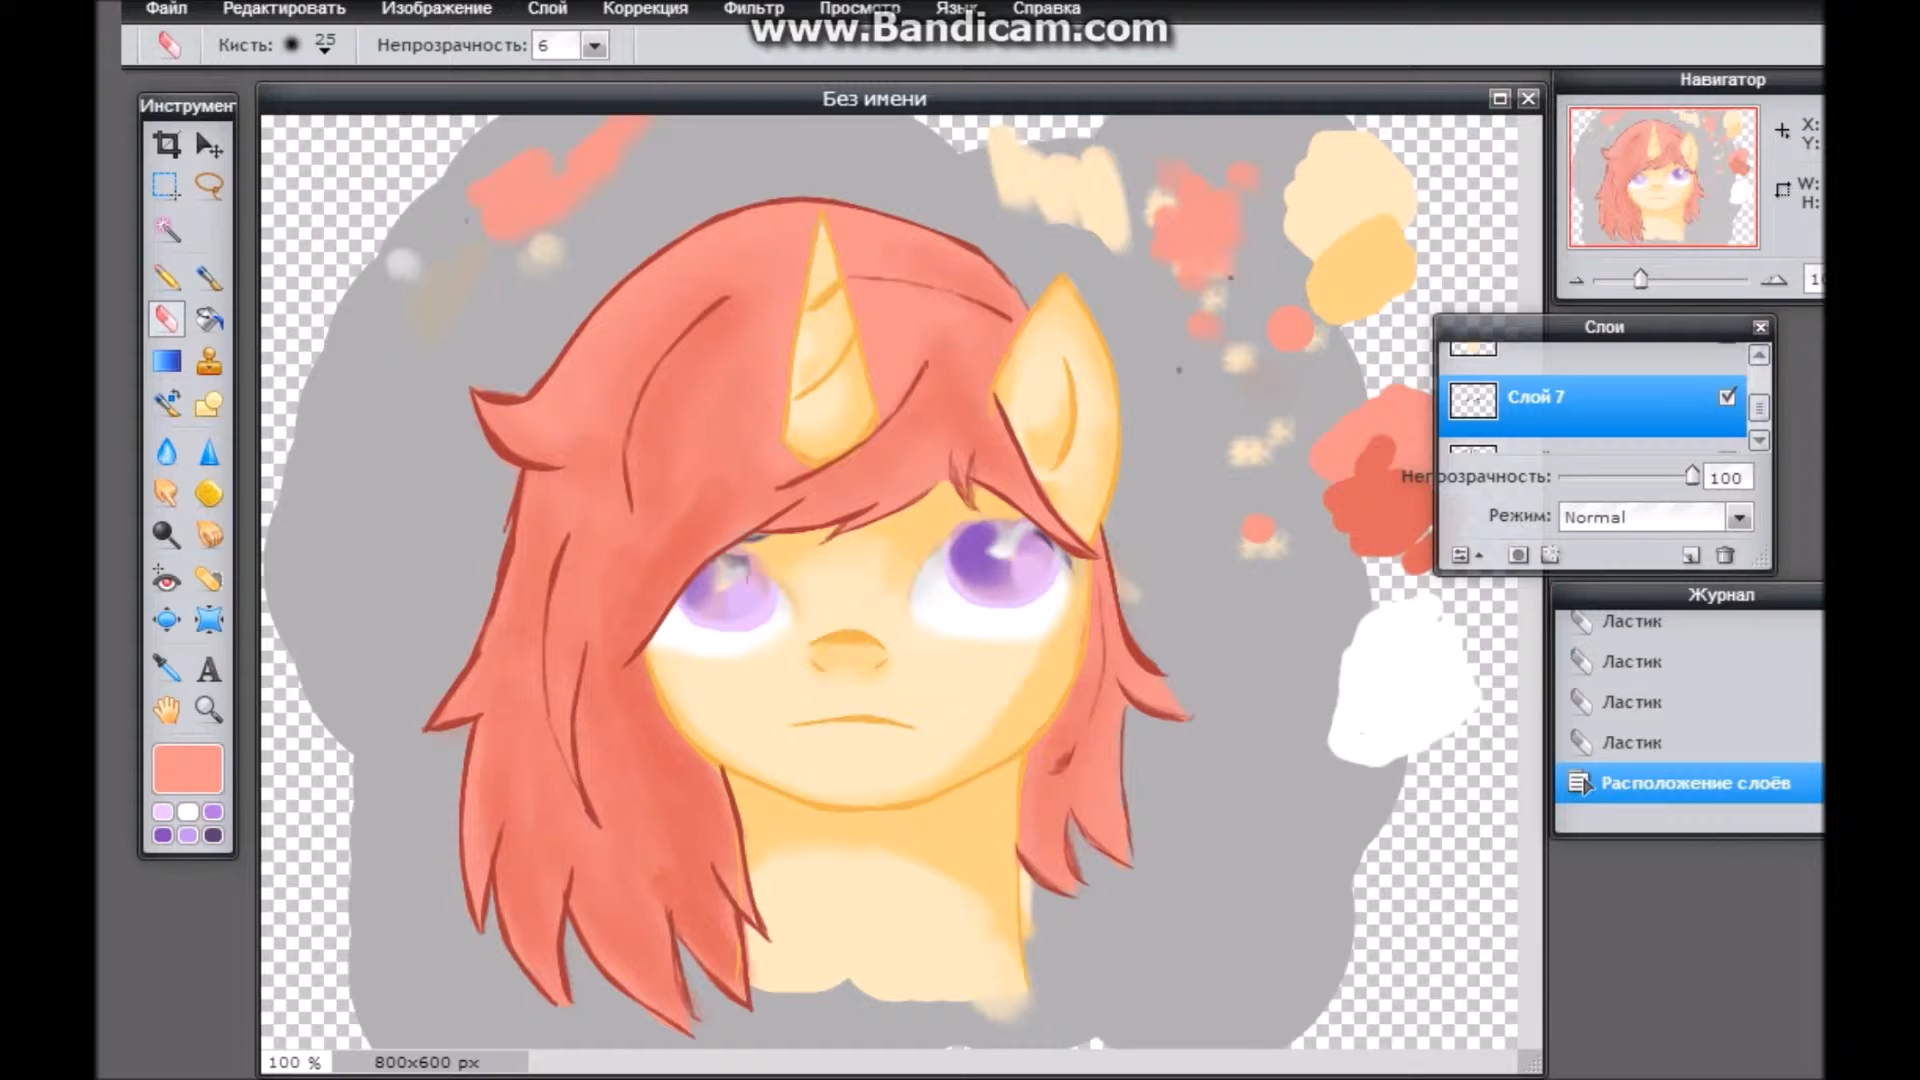 Файл Редактировать Изображение Слой Коррекция Фильтр Просмотр Язык Справка
www.Bandicam.com
Кисть: 25 Непрозрачность: 6
Навигатор
Инструмен
Без имени
X:
Y:
W:
H:
Слои
Слой 7
Непрозрачность: 100
Режим: Normal
Журнал
Ластик
Ластик
Ластик
Ластик
Расположение слоёв
100 % 800x600 px